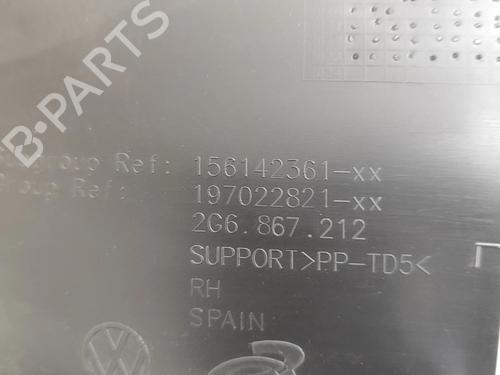 B-PARTS
Ref: 156142361-xx
Ref: 197022821-xx
2G6.867.212
SUPPORT>PP-TD5<
RH
SPAIN